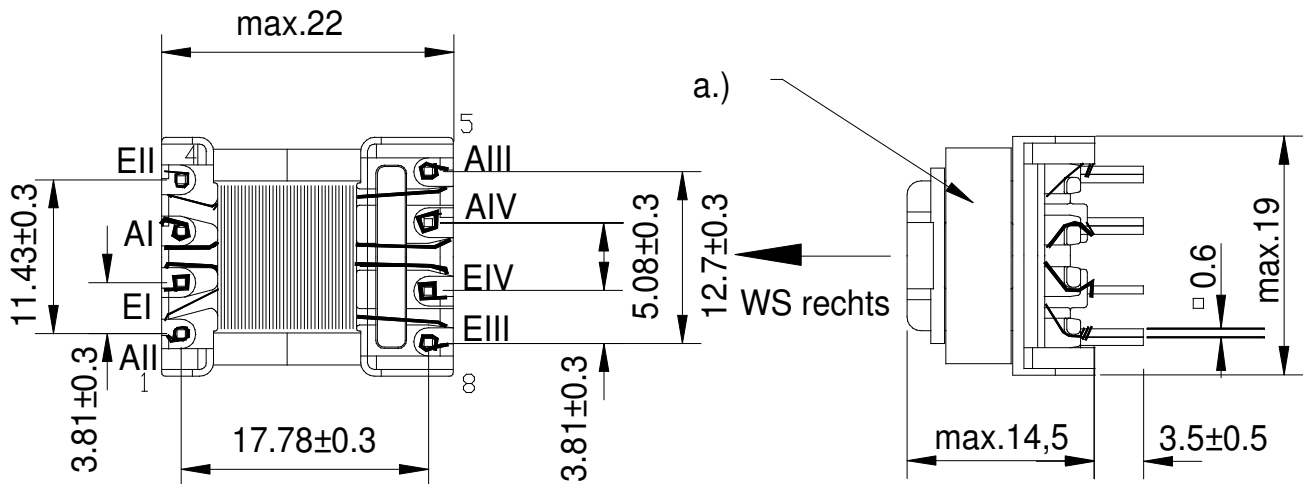 max.22
a.)
5
4
EII
AIII
AI
AIV
EI
EIV
AII
EIII
1
8
11.43±0.3
3.81±0.3
17.78±0.3
3.81±0.3
5.08±0.3
12.7±0.3
WS rechts
□ 0.6
max.19
max.14,5
3.5±0.5